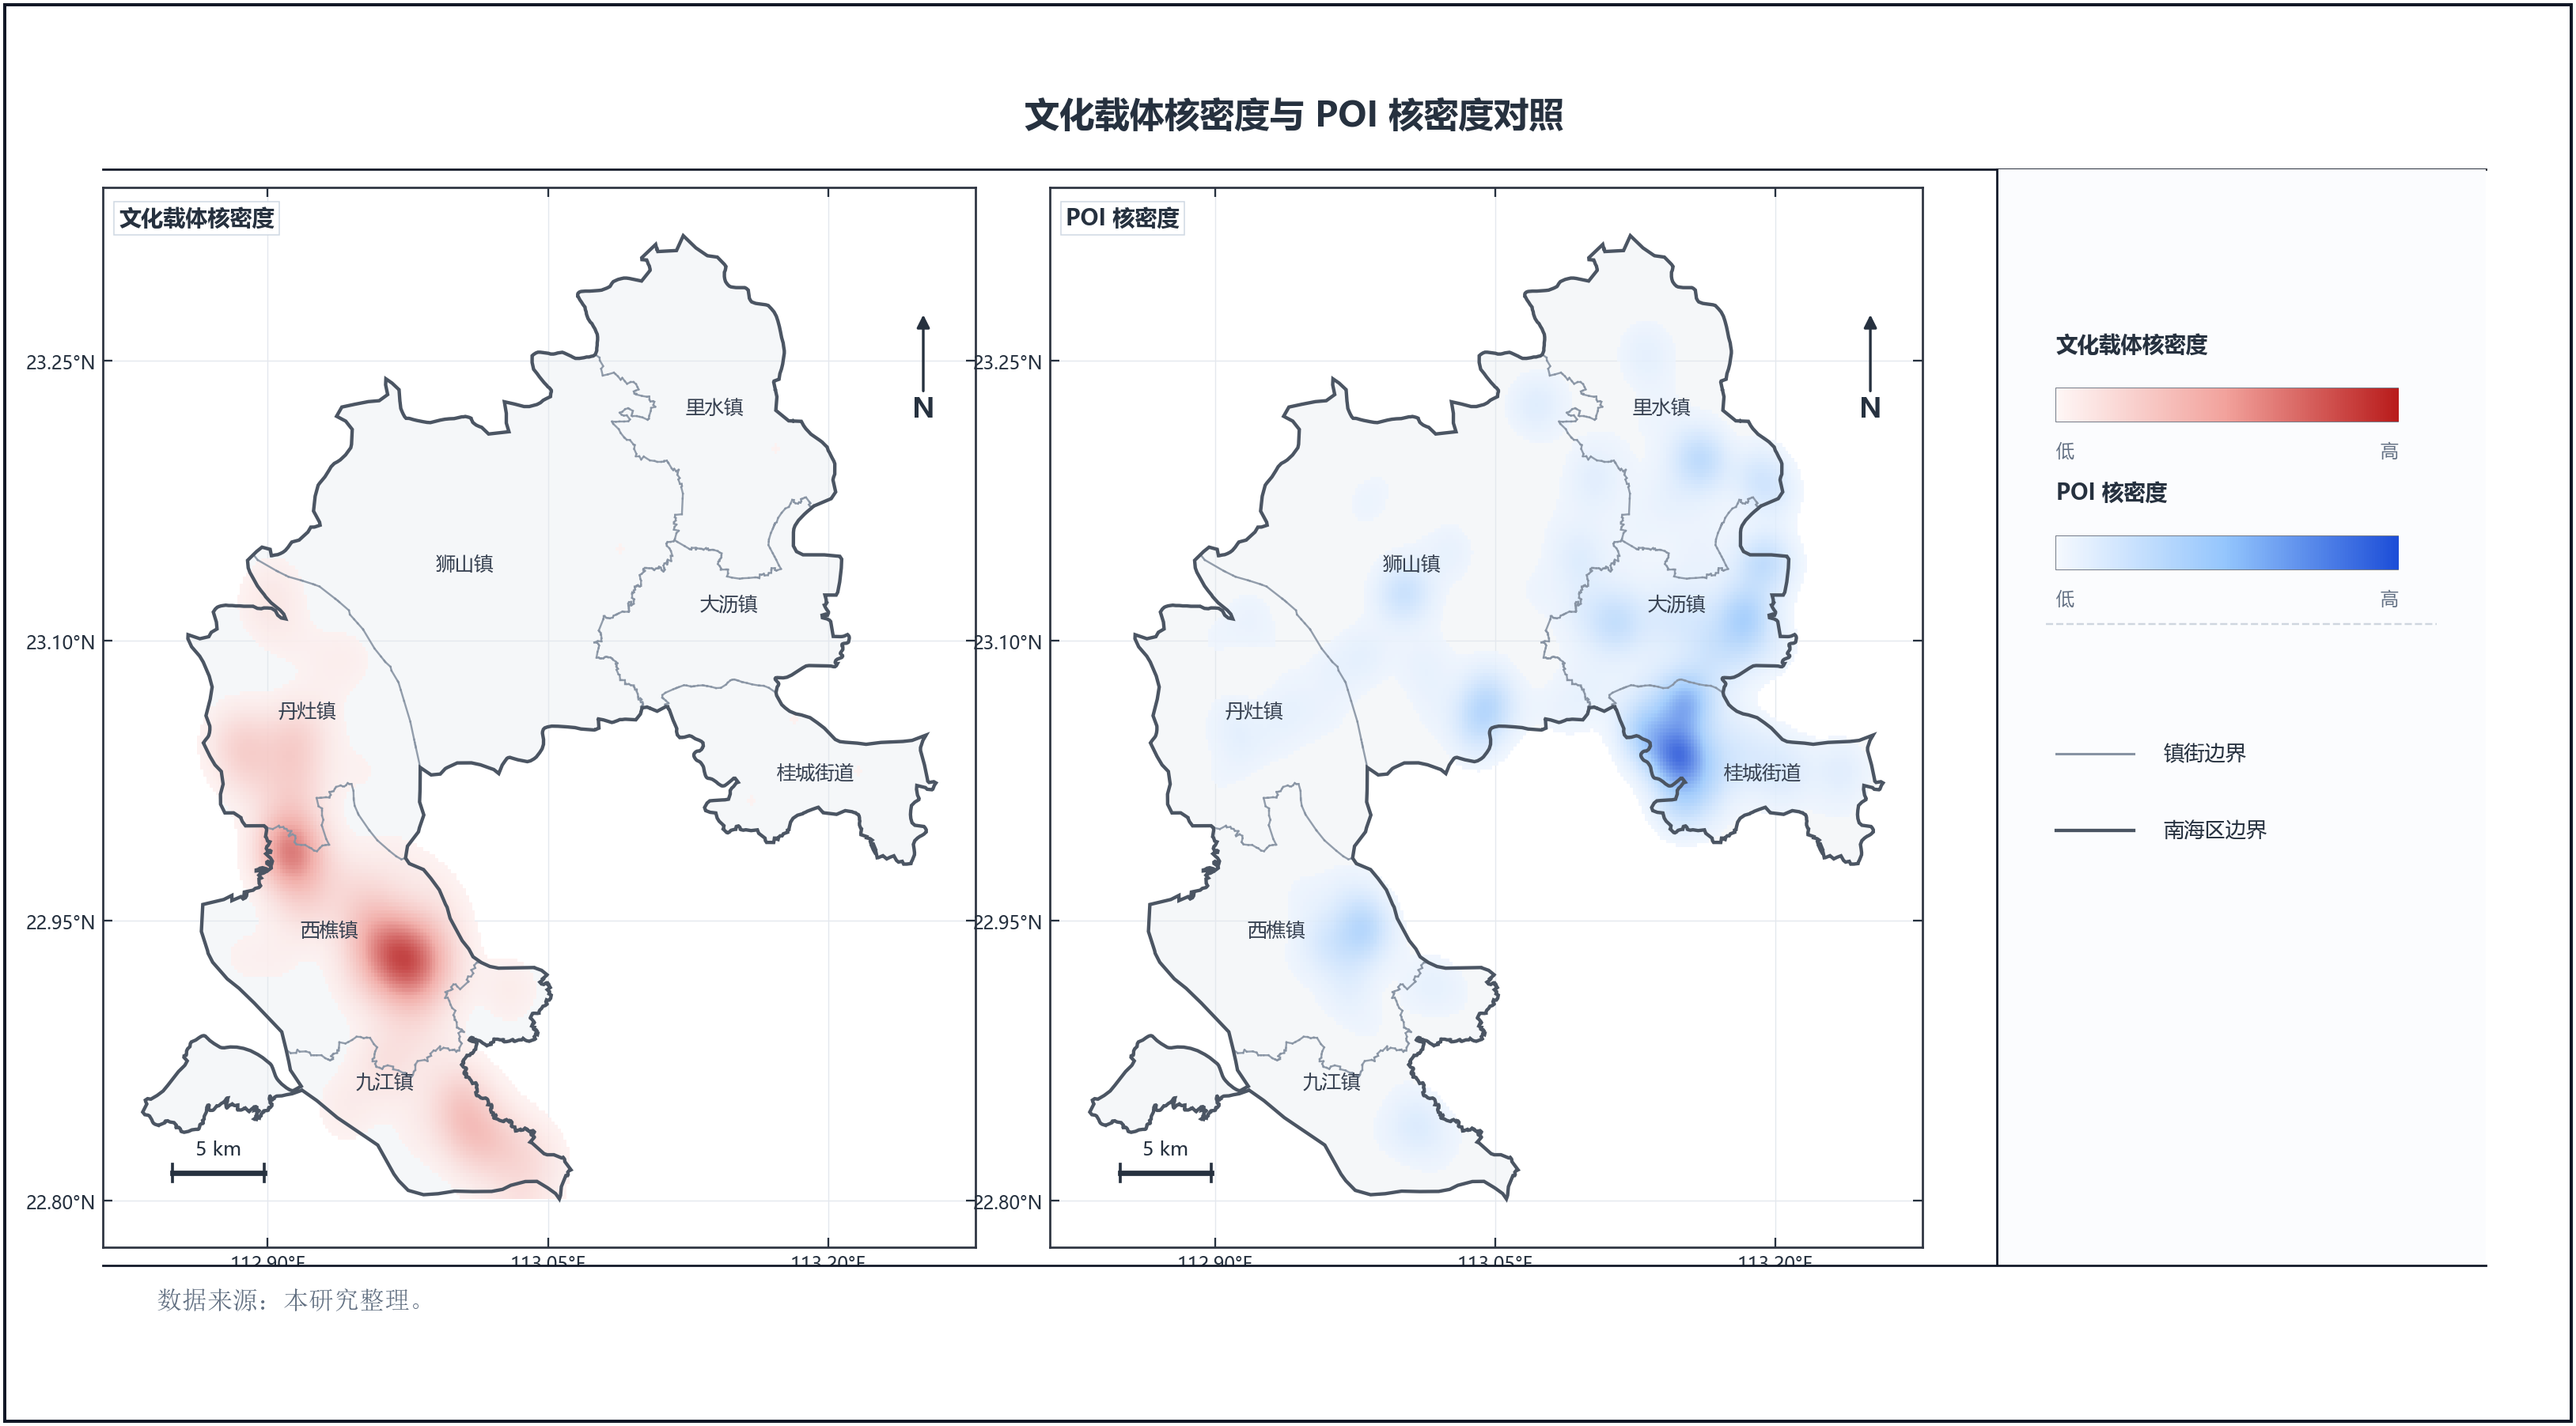 文化载体核密度与 POI 核密度对照
文化载体核密度
23.25°N
23.10°N
22.95°N
22.80°N
112.90°E
113.05°E
113.20°E
N
里水镇
狮山镇
大沥镇
丹灶镇
桂城街道
西樵镇
九江镇
5 km
POI 核密度
23.25°N
23.10°N
22.95°N
22.80°N
112.90°E
113.05°E
113.20°E
N
里水镇
狮山镇
大沥镇
丹灶镇
桂城街道
西樵镇
九江镇
5 km
文化载体核密度
低 高
POI 核密度
低 高
镇街边界
南海区边界
数据来源：本研究整理。